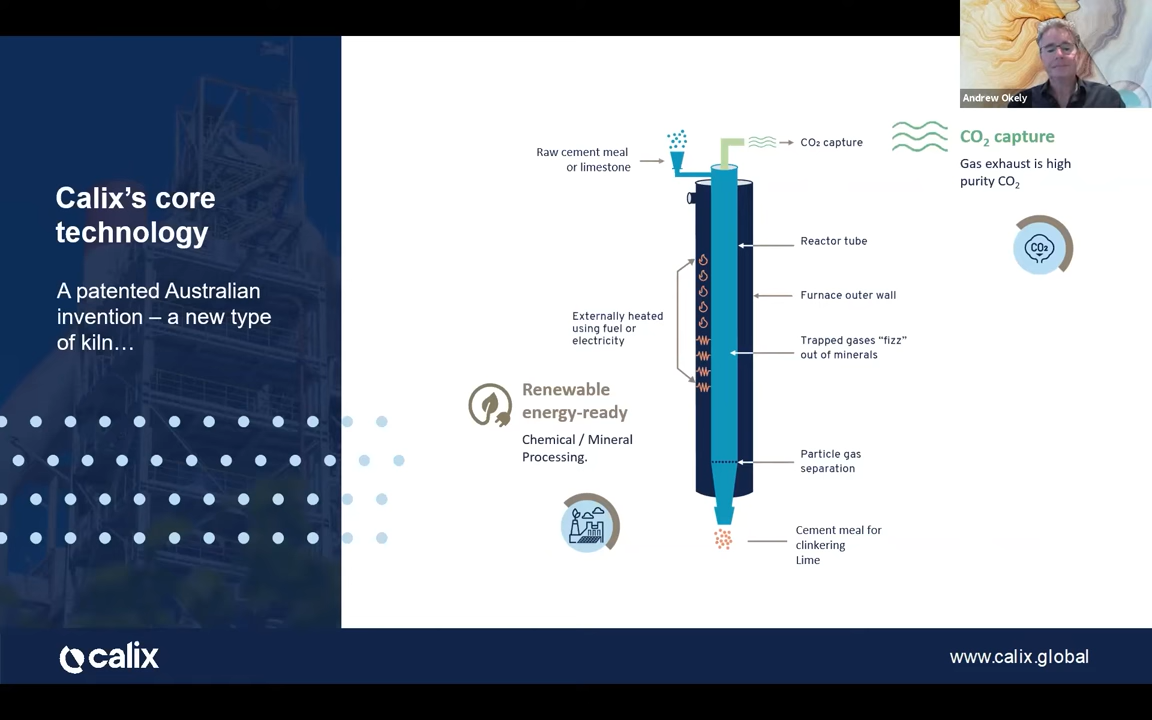 Andrew Okely
Calix's core
technology
A patented Australian
invention – a new type
of kiln…
Raw cement meal
or limestone
CO₂ capture
CO₂ capture
Gas exhaust is high
purity CO₂
CO₂
Reactor tube
Furnace outer wall
Externally heated
using fuel or
electricity
Trapped gases "fizz"
out of minerals
Renewable
energy-ready
Chemical / Mineral
Processing.
Particle gas
separation
Cement meal for
clinkering
Lime
calix
www.calix.global